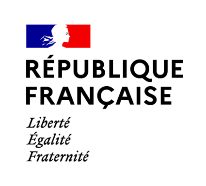 RÉPUBLIQUE
FRANÇAISE
Liberté
Égalité
Fraternité